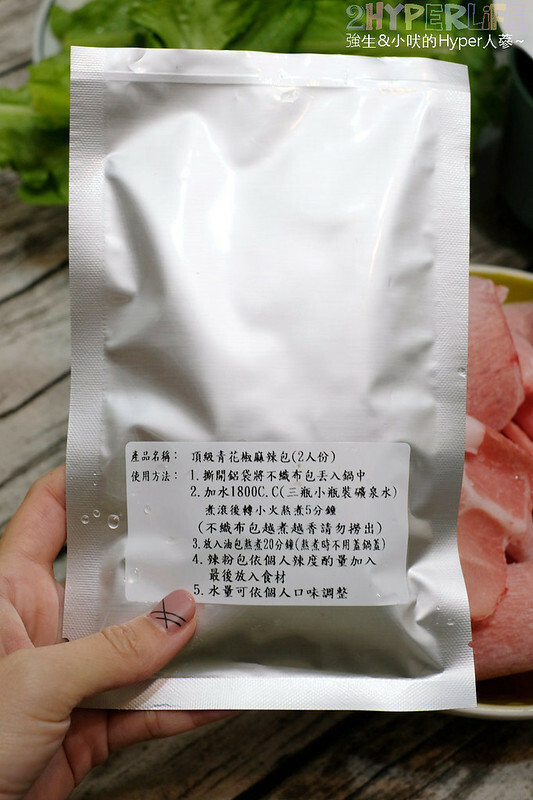 2HYPERLIFE
強生&小吠的Hyper人蔘~
產品名稱： 頂級青花椒麻辣包(2人份)
使用方法： 1.撕開鋁袋將不織布包丟入鍋中
2.加水1800C.C(三瓶小瓶裝礦泉水)
煮滾後轉小火熬煮5分鐘
(不織布包越煮越香請勿撈出)
3.放入油包熬煮20分鐘(熬煮時不用蓋鍋蓋)
4.辣粉包依個人辣度酌量加入
最後放入食材
5.水量可依個人口味調整